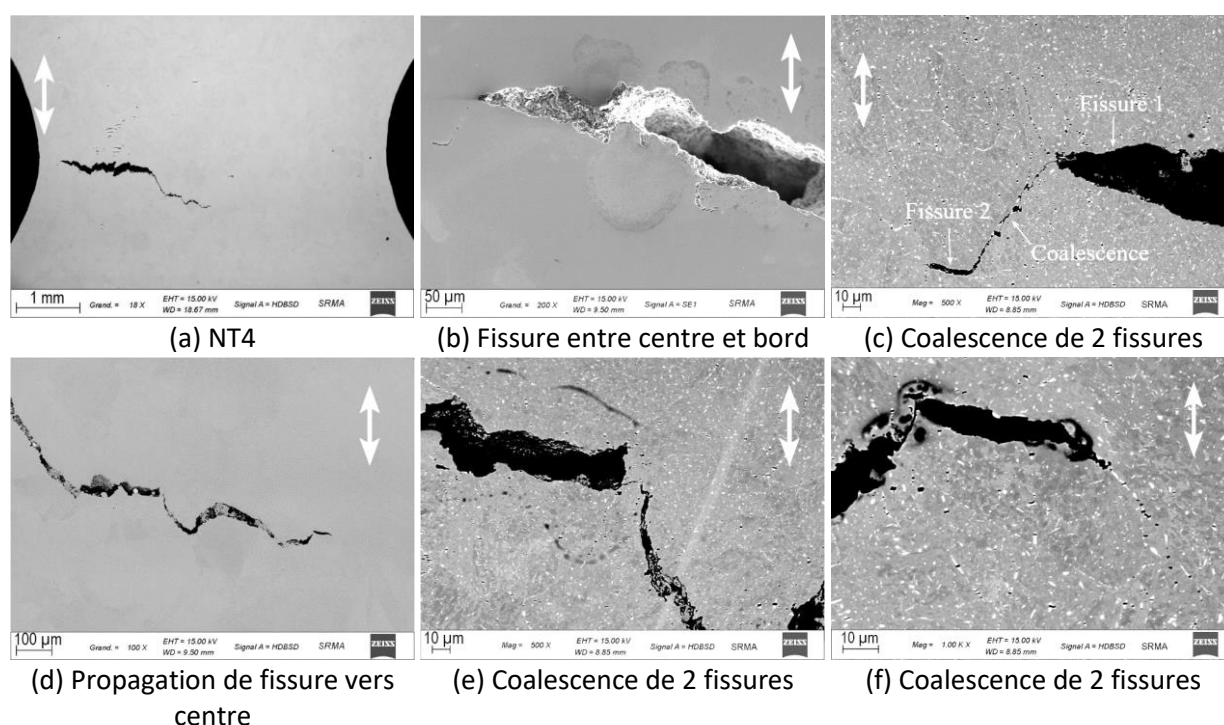 1 mm
Grand. = 18 X
EHT = 15.00 kV
WD = 18.67 mm
Signal A = HDBSD
SRMA
ZEISS
(a) NT4
50 µm
Grand. = 200 X
EHT = 15.00 kV
WD = 9.50 mm
Signal A = SE1
SRMA
ZEISS
(b) Fissure entre centre et bord
Fissure 1
Fissure 2
Coalescence
10 µm
Mag = 500 X
EHT = 15.00 kV
WD = 8.85 mm
Signal A = HDBSD
SRMA
ZEISS
(c) Coalescence de 2 fissures
100 µm
Grand. = 100 X
EHT = 15.00 kV
WD = 9.50 mm
Signal A = HDBSD
SRMA
ZEISS
(d) Propagation de fissure vers
centre
10 µm
Mag = 500 X
EHT = 15.00 kV
WD = 8.85 mm
Signal A = HDBSD
SRMA
ZEISS
(e) Coalescence de 2 fissures
10 µm
Mag = 1.00 K X
EHT = 15.00 kV
WD = 8.85 mm
Signal A = HDBSD
SRMA
ZEISS
(f) Coalescence de 2 fissures